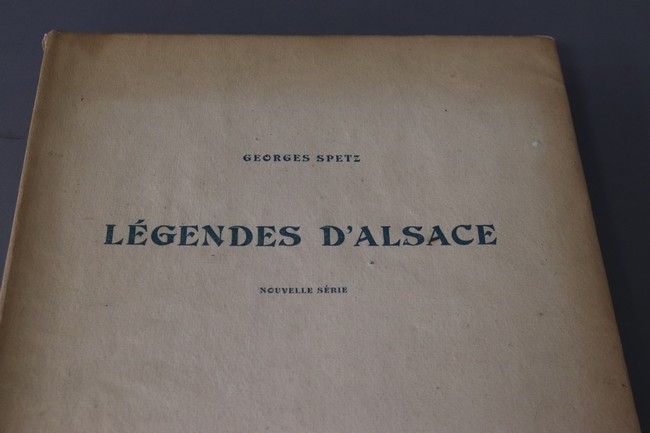 GEORGES SPETZ
LÉGENDES D'ALSACE
NOUVELLE SÉRIE